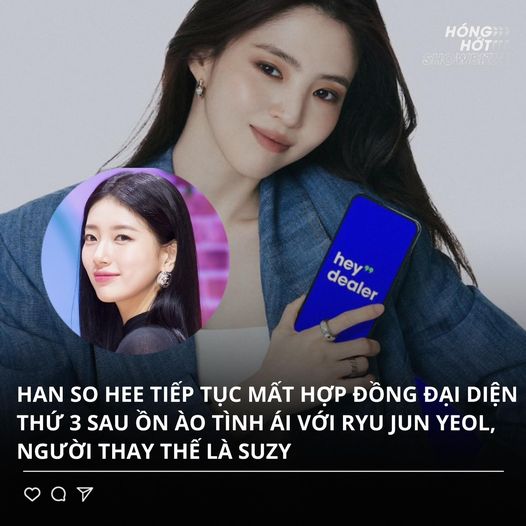 HÓNG
HỚT
SHOWBIZ
hey
dealer
HAN SO HEE TIẾP TỤC MẤT HỢP ĐỒNG ĐẠI DIỆN
THỨ 3 SAU ỒN ÀO TÌNH ÁI VỚI RYU JUN YEOL,
NGƯỜI THAY THẾ LÀ SUZY